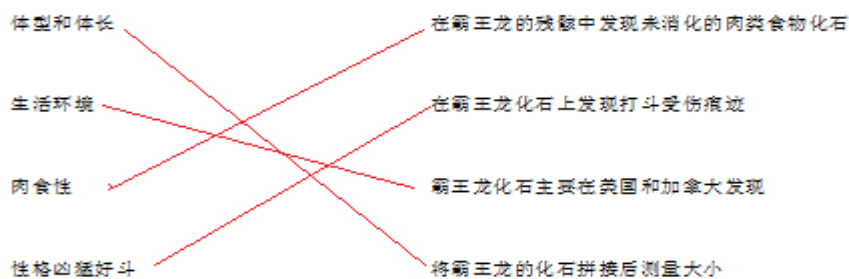 体型和体长 在霸王龙的残骸中发现未消化的肉类食物化石
生活环境 在霸王龙化石上发现打斗受伤痕迹
肉食性 霸王龙化石主要在美国和加拿大发现
性格凶猛好斗 将霸王龙的化石拼接后测量大小